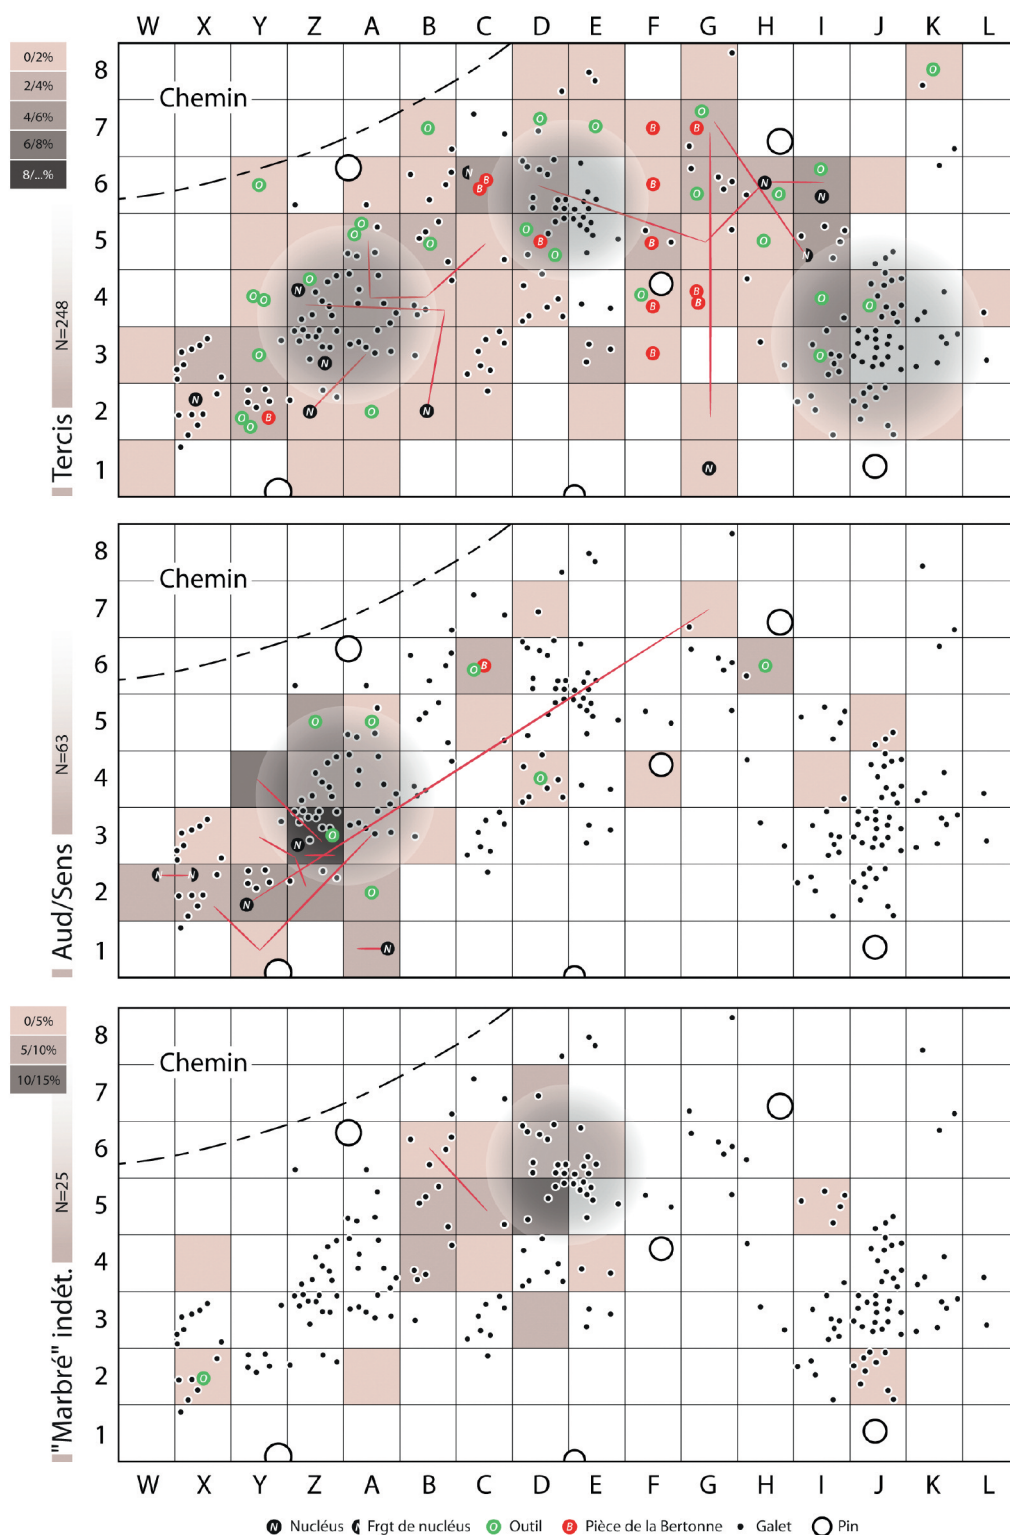 W X Y Z A B C D E F G H I J K L
0/2%
2/4%
4/6%
6/8%
8/...%
N=248
Tercis
8
7
6
5
4
3
2
1
Chemin
N=63
Aud/Sens
8
7
6
5
4
3
2
1
Chemin
0/5%
5/10%
10/15%
N=25
"Marbré" indét.
8
7
6
5
4
3
2
1
Chemin
W X Y Z A B C D E F G H I J K L
N Nucléus N Frgt de nucléus O Outil B Pièce de la Bertonne Galet Pin